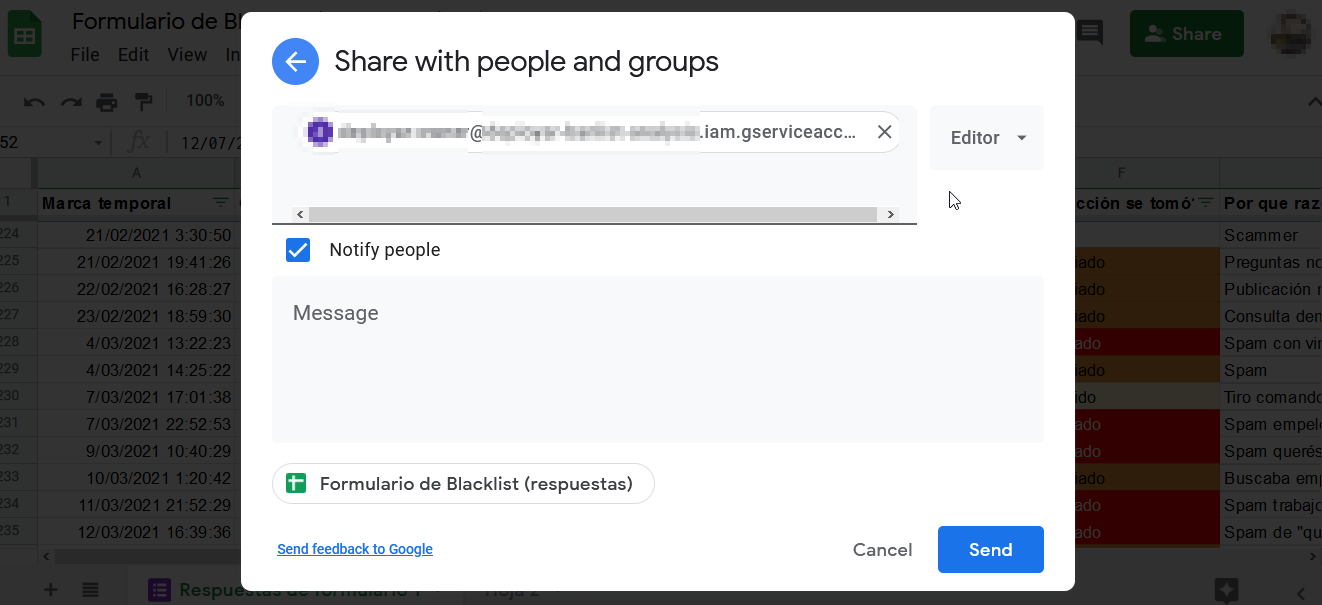 Formulario de Bl
File Edit View In
Share
100%
52
12/07/2
Share with people and groups
@
.iam.gserviceacc...
Editor
Notify people
Message
Formulario de Blacklist (respuestas)
Send feedback to Google
Cancel
Send
A
F
1 Marca temporal
cción se tomó
Por que raz
224 21/02/2021 3:30:50 Scammer
225 21/02/2021 19:41:26 ado Preguntas no
226 22/02/2021 16:28:27 ado Publicación
227 23/02/2021 18:59:30 ado Consulta den
228 4/03/2021 13:22:23 ado Spam con vi
229 4/03/2021 14:25:22 ado Spam
230 7/03/2021 17:01:38 ido Tiro comando
231 7/03/2021 22:52:53 ado Spam empel
232 9/03/2021 10:40:29 ado Spam querés
233 10/03/2021 1:20:42 ado Buscaba emp
234 11/03/2021 21:52:29 ado Spam trabajo
235 12/03/2021 16:39:36 ado Spam de "qu
Respuestas de formulario 1
Hoja 2